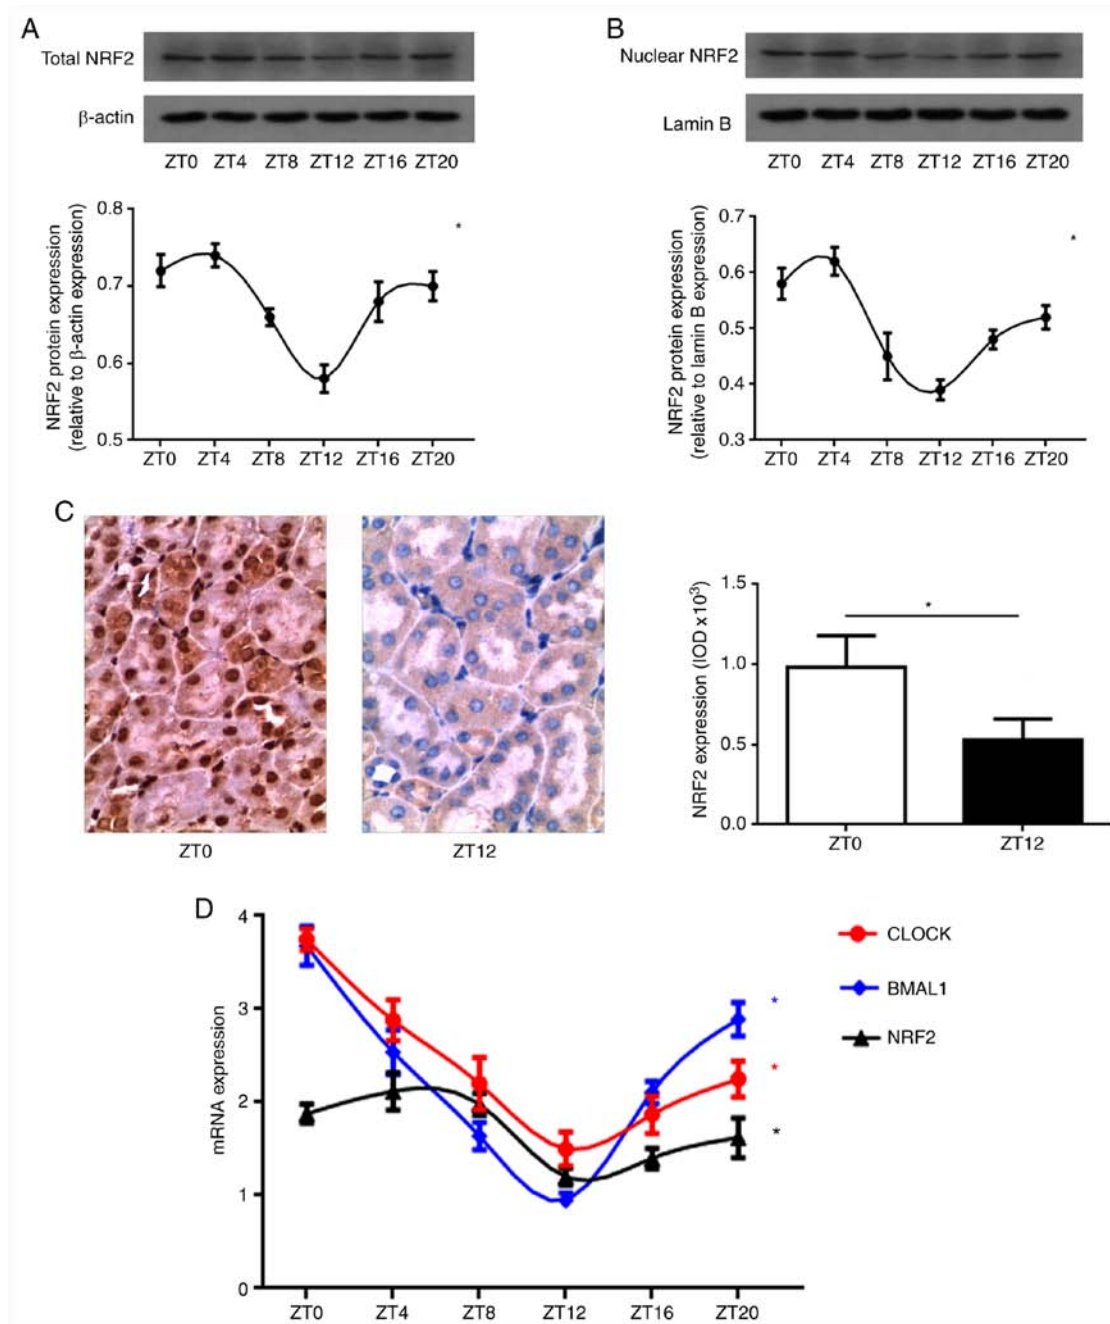 A
Total NRF2
β-actin
ZT0 ZT4 ZT8 ZT12 ZT16 ZT20
NRF2 protein expression
(relative to β-actin expression)
0.8
0.7
0.6
0.5
*
ZT0 ZT4 ZT8 ZT12 ZT16 ZT20
B
Nuclear NRF2
Lamin B
ZT0 ZT4 ZT8 ZT12 ZT16 ZT20
NRF2 protein expression
(relative to lamin B expression)
0.7
0.6
0.5
0.4
0.3
*
ZT0 ZT4 ZT8 ZT12 ZT16 ZT20
C
ZT0
ZT12
NRF2 expression (IOD x10³)
1.5
1.0
0.5
0.0
*
ZT0 ZT12
D
mRNA expression
4
3
2
1
0
*
*
*
ZT0 ZT4 ZT8 ZT12 ZT16 ZT20
CLOCK
BMAL1
NRF2